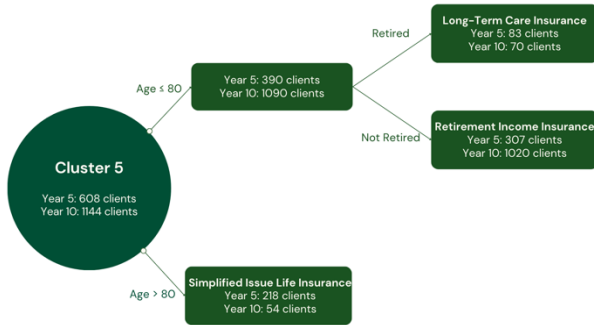 Long-Term Care Insurance
Year 5: 83 clients
Year 10: 70 clients
Retired
Year 5: 390 clients
Year 10: 1090 clients
Age ≤ 80
Not Retired
Retirement Income Insurance
Year 5: 307 clients
Year 10: 1020 clients
Cluster 5
Year 5: 608 clients
Year 10: 1144 clients
Age > 80
Simplified Issue Life Insurance
Year 5: 218 clients
Year 10: 54 clients